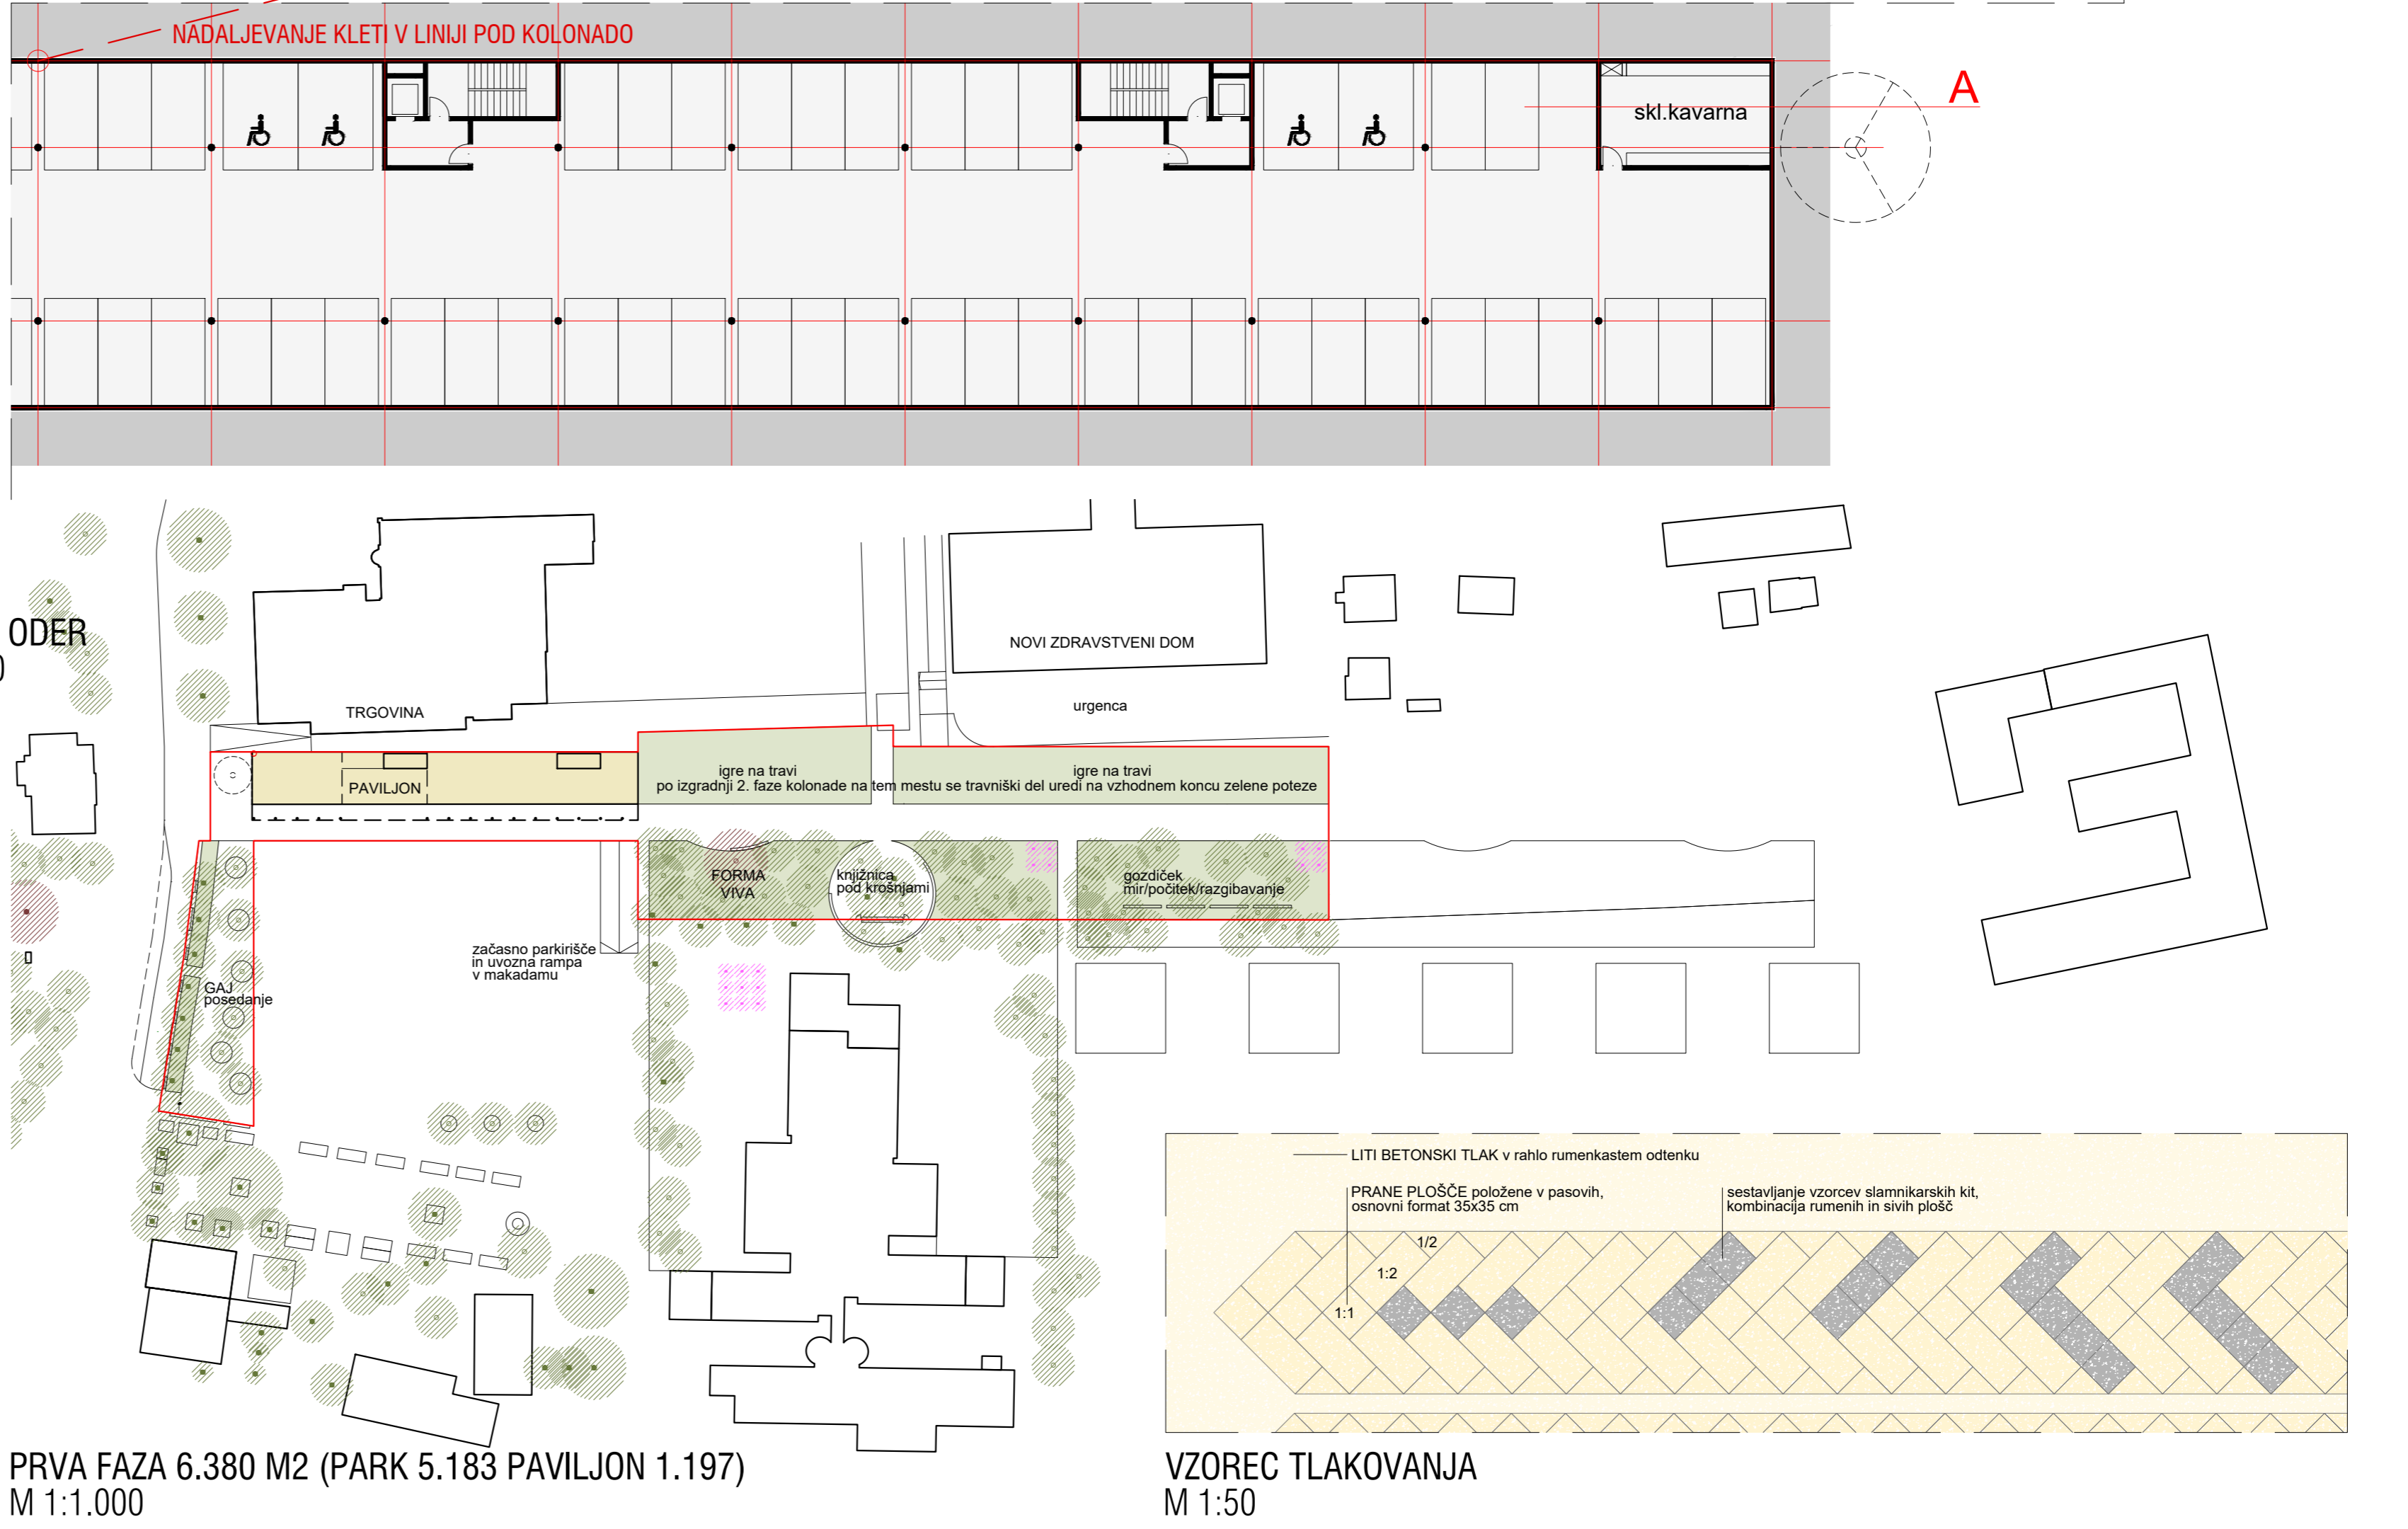 NADALJEVANJE KLETI V LINIJI POD KOLONADO
A
skl.kavarna
ODER
NOVI ZDRAVSTVENI DOM
TRGOVINA
urgenca
igre na travi
igre na travi
po izgradnji 2. faze kolonade na tem mestu se travniški del uredi na vzhodnem koncu zelene poteze
PAVILJON
FORMA
VIVA
knjižnica
pod krošnjami
gozdiček
mir/počitek/razgibavanje
začasno parkirišče
in uvozna rampa
v makadamu
GAJ
posedanje
LITI BETONSKI TLAK v rahlo rumenkastem odtenku
PRANE PLOŠČE položene v pasovih,
osnovni format 35x35 cm
sestavljanje vzorcev slamnikarskih kit,
kombinacija rumenih in sivih plošč
1/2
1:2
1:1
PRVA FAZA 6.380 M2 (PARK 5.183 PAVILJON 1.197)
M 1:1.000
VZOREC TLAKOVANJA
M 1:50